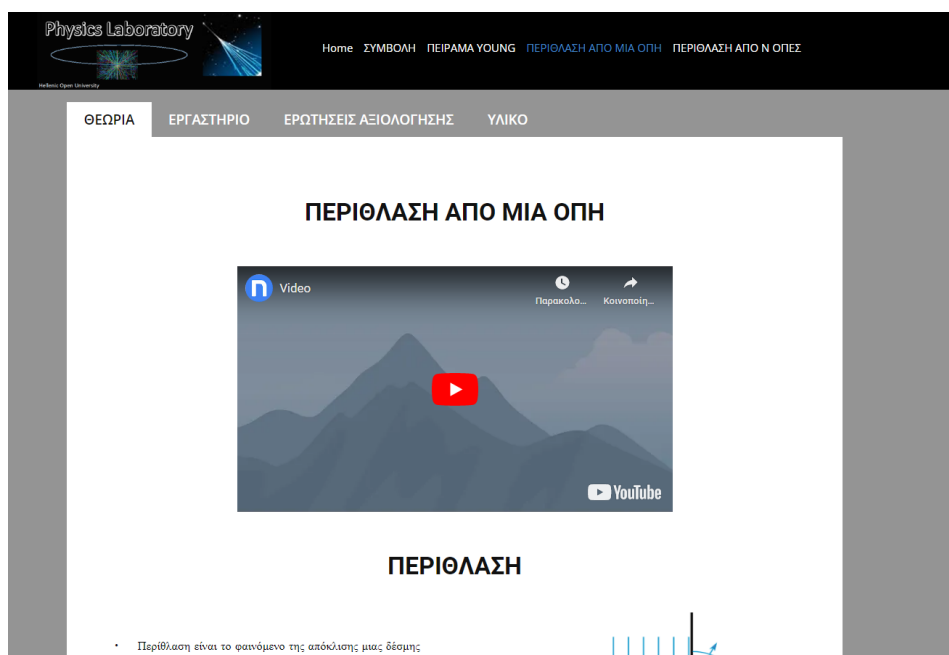 Physics Laboratory
Hellenic Open University
Home ΣΥΜΒΟΛΗ ΠΕΙΡΑΜΑ YOUNG ΠΕΡΙΘΛΑΣΗ ΑΠΟ ΜΙΑ ΟΠΗ ΠΕΡΙΘΛΑΣΗ ΑΠΟ Ν ΟΠΕΣ
ΘΕΩΡΙΑ ΕΡΓΑΣΤΗΡΙΟ ΕΡΩΤΗΣΕΙΣ ΑΞΙΟΛΟΓΗΣΗΣ ΥΛΙΚΟ
ΠΕΡΙΘΛΑΣΗ ΑΠΟ ΜΙΑ ΟΠΗ
n Video
Παρακολο... Κοινοποίη...
YouTube
ΠΕΡΙΘΛΑΣΗ
• Περίθλαση είναι το φαινόμενο της απόκλισης μιας δέσμης